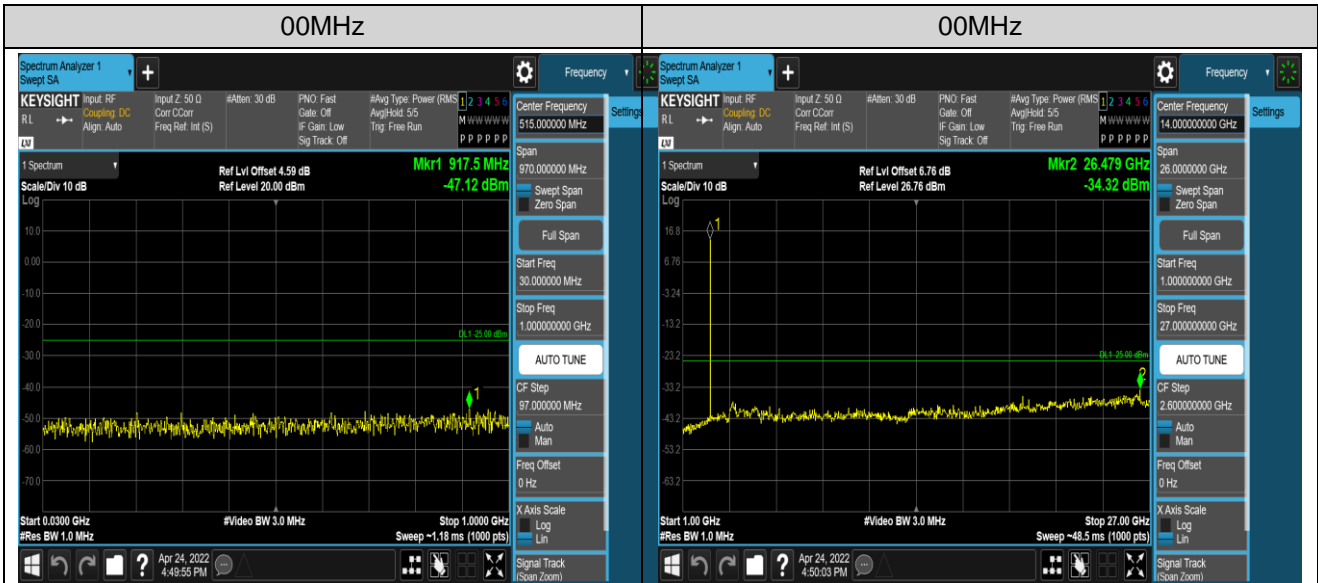 00MHz
00MHz
Spectrum Analyzer 1
Swept SA
+
Frequency
KEYSIGHT
RL
LXI
Input: RF
Coupling: DC
Align: Auto
Input Z: 50 Ω
Corr CCorr
Freq Ref: Int (S)
#Atten: 30 dB
PNO: Fast
Gate: Off
IF Gain: Low
Sig Track: Off
#Avg Type: Power (RMS
Avg|Hold: 5/5
Trig: Free Run
1 2 3 4 5 6
M W W W W W
P P P P P P
Center Frequency
515.000000 MHz
Settings
Span
970.000000 MHz
Swept Span
Zero Span
Full Span
Start Freq
30.000000 MHz
Stop Freq
1.000000000 GHz
AUTO TUNE
CF Step
97.000000 MHz
Auto
Man
Freq Offset
0 Hz
X Axis Scale
Log
Lin
Signal Track
(Span Zoom)
1 Spectrum
Scale/Div 10 dB
Log
Ref Lvl Offset 4.59 dB
Ref Level 20.00 dBm
Mkr1 917.5 MHz
-47.12 dBm
10.0
0.00
-10.0
-20.0
DL1 -25.00 dBm
-30.0
-40.0
1
-50.0
-60.0
-70.0
Start 0.0300 GHz
#Res BW 1.0 MHz
#Video BW 3.0 MHz
Stop 1.0000 GHz
Sweep ~1.18 ms (1000 pts)
?
Apr 24, 2022
4:49:55 PM
Spectrum Analyzer 1
Swept SA
+
Frequency
KEYSIGHT
RL
LXI
Input: RF
Coupling: DC
Align: Auto
Input Z: 50 Ω
Corr CCorr
Freq Ref: Int (S)
#Atten: 30 dB
PNO: Fast
Gate: Off
IF Gain: Low
Sig Track: Off
#Avg Type: Power (RMS
Avg|Hold: 5/5
Trig: Free Run
1 2 3 4 5 6
M W W W W W
P P P P P P
Center Frequency
14.000000000 GHz
Settings
Span
26.0000000 GHz
Swept Span
Zero Span
Full Span
Start Freq
1.000000000 GHz
Stop Freq
27.000000000 GHz
AUTO TUNE
CF Step
2.600000000 GHz
Auto
Man
Freq Offset
0 Hz
X Axis Scale
Log
Lin
Signal Track
(Span Zoom)
1 Spectrum
Scale/Div 10 dB
Log
Ref Lvl Offset 6.76 dB
Ref Level 26.76 dBm
Mkr2 26.479 GHz
-34.32 dBm
1
16.8
6.76
-3.24
-13.2
-23.2
DL1 -25.00 dBm
2
-33.2
-43.2
-53.2
-63.2
Start 1.00 GHz
#Res BW 1.0 MHz
#Video BW 3.0 MHz
Stop 27.00 GHz
Sweep ~48.5 ms (1000 pts)
?
Apr 24, 2022
4:50:03 PM